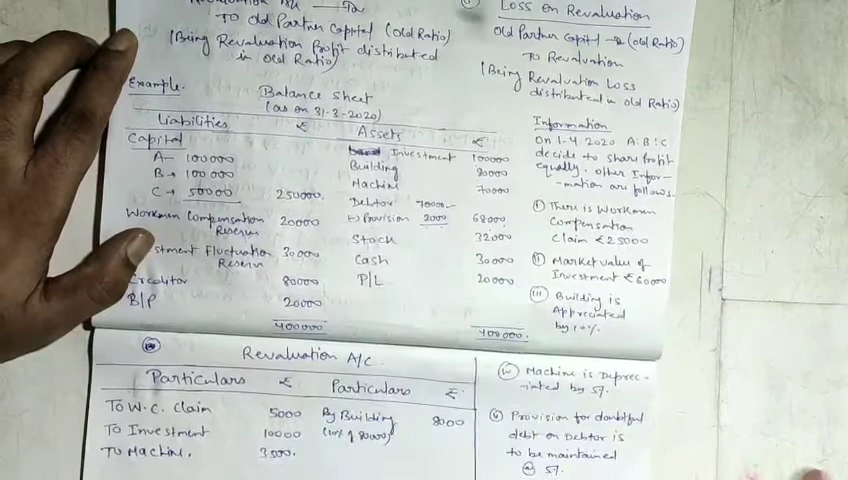 To Old Partner Capital (Old Ratio)
(Being Revaluation Profit distributed
in Old Ratio)
Loss on Revaluation
Old Partner Capital (Old Ratio)
To Revaluation
(Being Revaluation Loss
distributed in Old Ratio)
Example.
Balance Sheet
(as on 31-3-2020)
Liabilities ₹ Assets ₹
Capital
A- 100000
B→ 100000
C→ 50000 250000.
Workmen Compensation
Reserve 20000
Fluctuation
Reserve 30000
80000
B/P 20000
400000
Investment 100000
Building 80000
Machine 70000
Debtor 70000-
Provision 2000 68000
Stock 32000
Cash 30000
P/L 20000
400000.
Information
On 1-4-2020 A:B:C
decide to share profit
equally. Other Infor-
-mation are follows.
(i) There is Workmen
Compensation
Claim ₹25000
(ii) Market value of
Investment ₹60000
(iii) Building is
Appreciated
by 10%.
(iv) Machine is Deprec-
-iated by 5%.
(v) Provision for doubtful
debt on Debtor is
to be maintained
@ 5%.
Revaluation A/c
Particulars ₹ Particulars ₹
To W.C. Claim 5000 By Building 8000
To Investment 10000 (10% of 80000)
To Machine. 3500.